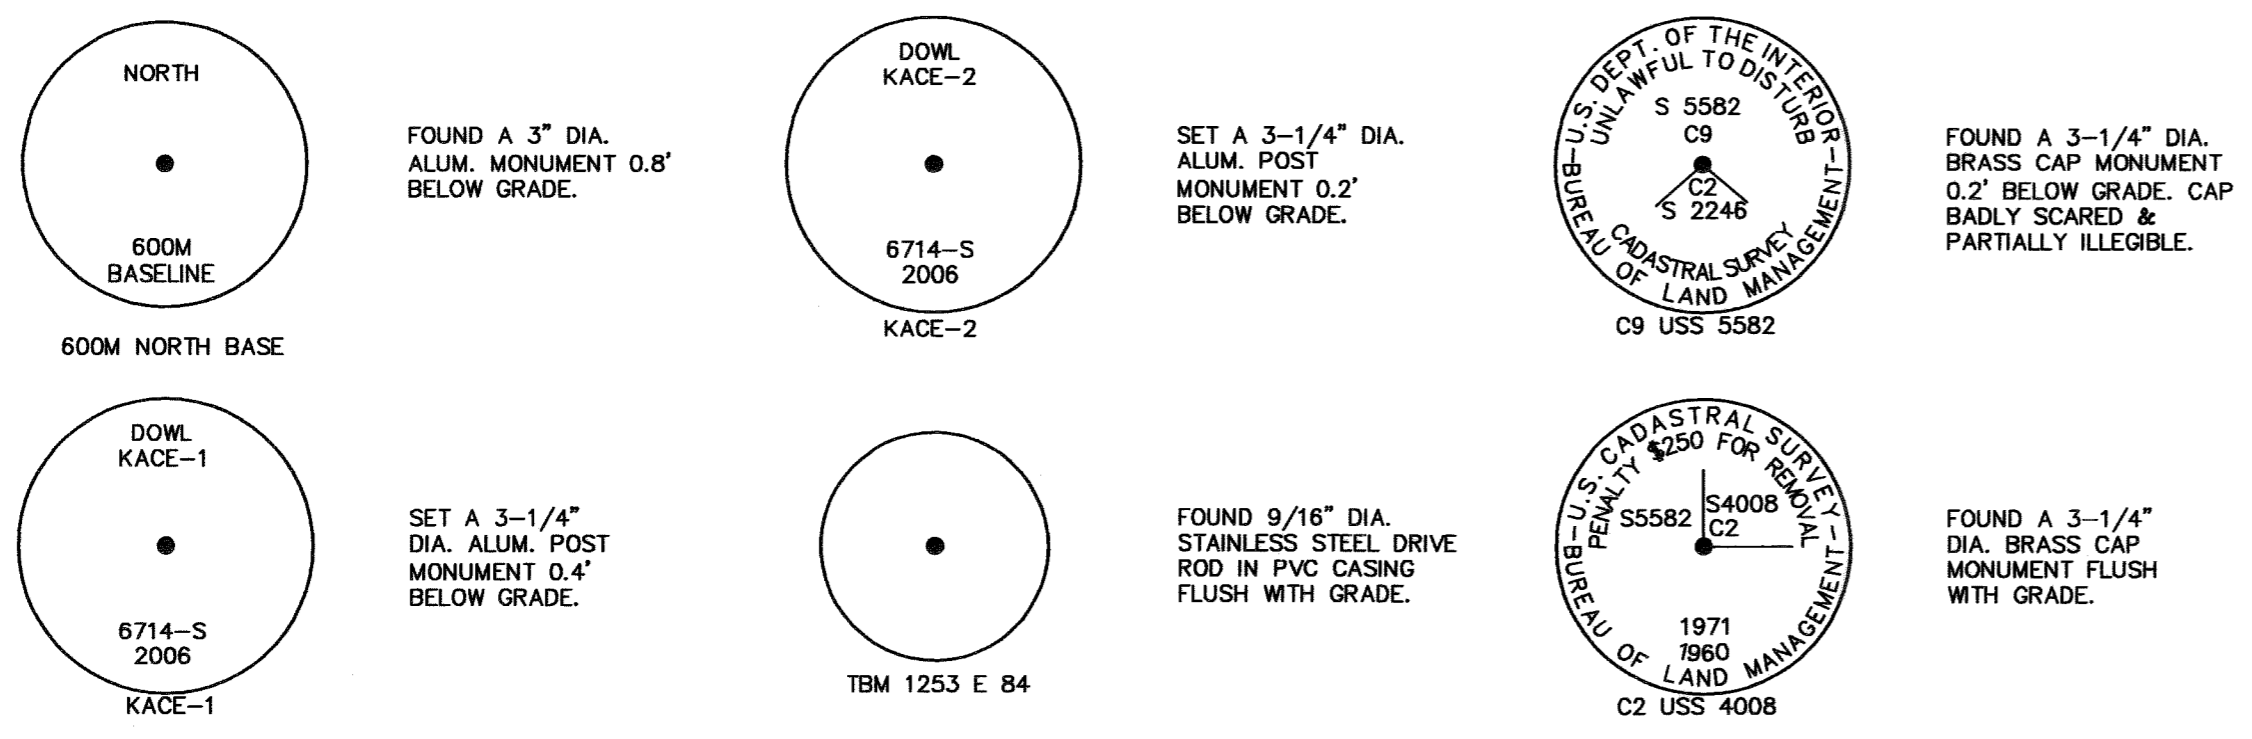 NORTH
600M
BASELINE
600M NORTH BASE
FOUND A 3" DIA.
ALUM. MONUMENT 0.8'
BELOW GRADE.
DOWL
KACE-2
6714-S
2006
KACE-2
SET A 3-1/4" DIA.
ALUM. POST
MONUMENT 0.2'
BELOW GRADE.
U.S. DEPT. OF THE INTERIOR
UNLAWFUL TO DISTURB
S 5582
C9
C2
S 2246
CADASTRAL SURVEY
BUREAU OF LAND MANAGEMENT
C9 USS 5582
FOUND A 3-1/4" DIA.
BRASS CAP MONUMENT
0.2' BELOW GRADE. CAP
BADLY SCARED &
PARTIALLY ILLEGIBLE.
DOWL
KACE-1
6714-S
2006
KACE-1
SET A 3-1/4"
DIA. ALUM. POST
MONUMENT 0.4'
BELOW GRADE.
TBM 1253 E 84
FOUND 9/16" DIA.
STAINLESS STEEL DRIVE
ROD IN PVC CASING
FLUSH WITH GRADE.
U.S. CADASTRAL SURVEY
PENALTY $250 FOR REMOVAL
S5582
S4008
C2
1971
1960
BUREAU OF LAND MANAGEMENT
C2 USS 4008
FOUND A 3-1/4"
DIA. BRASS CAP
MONUMENT FLUSH
WITH GRADE.